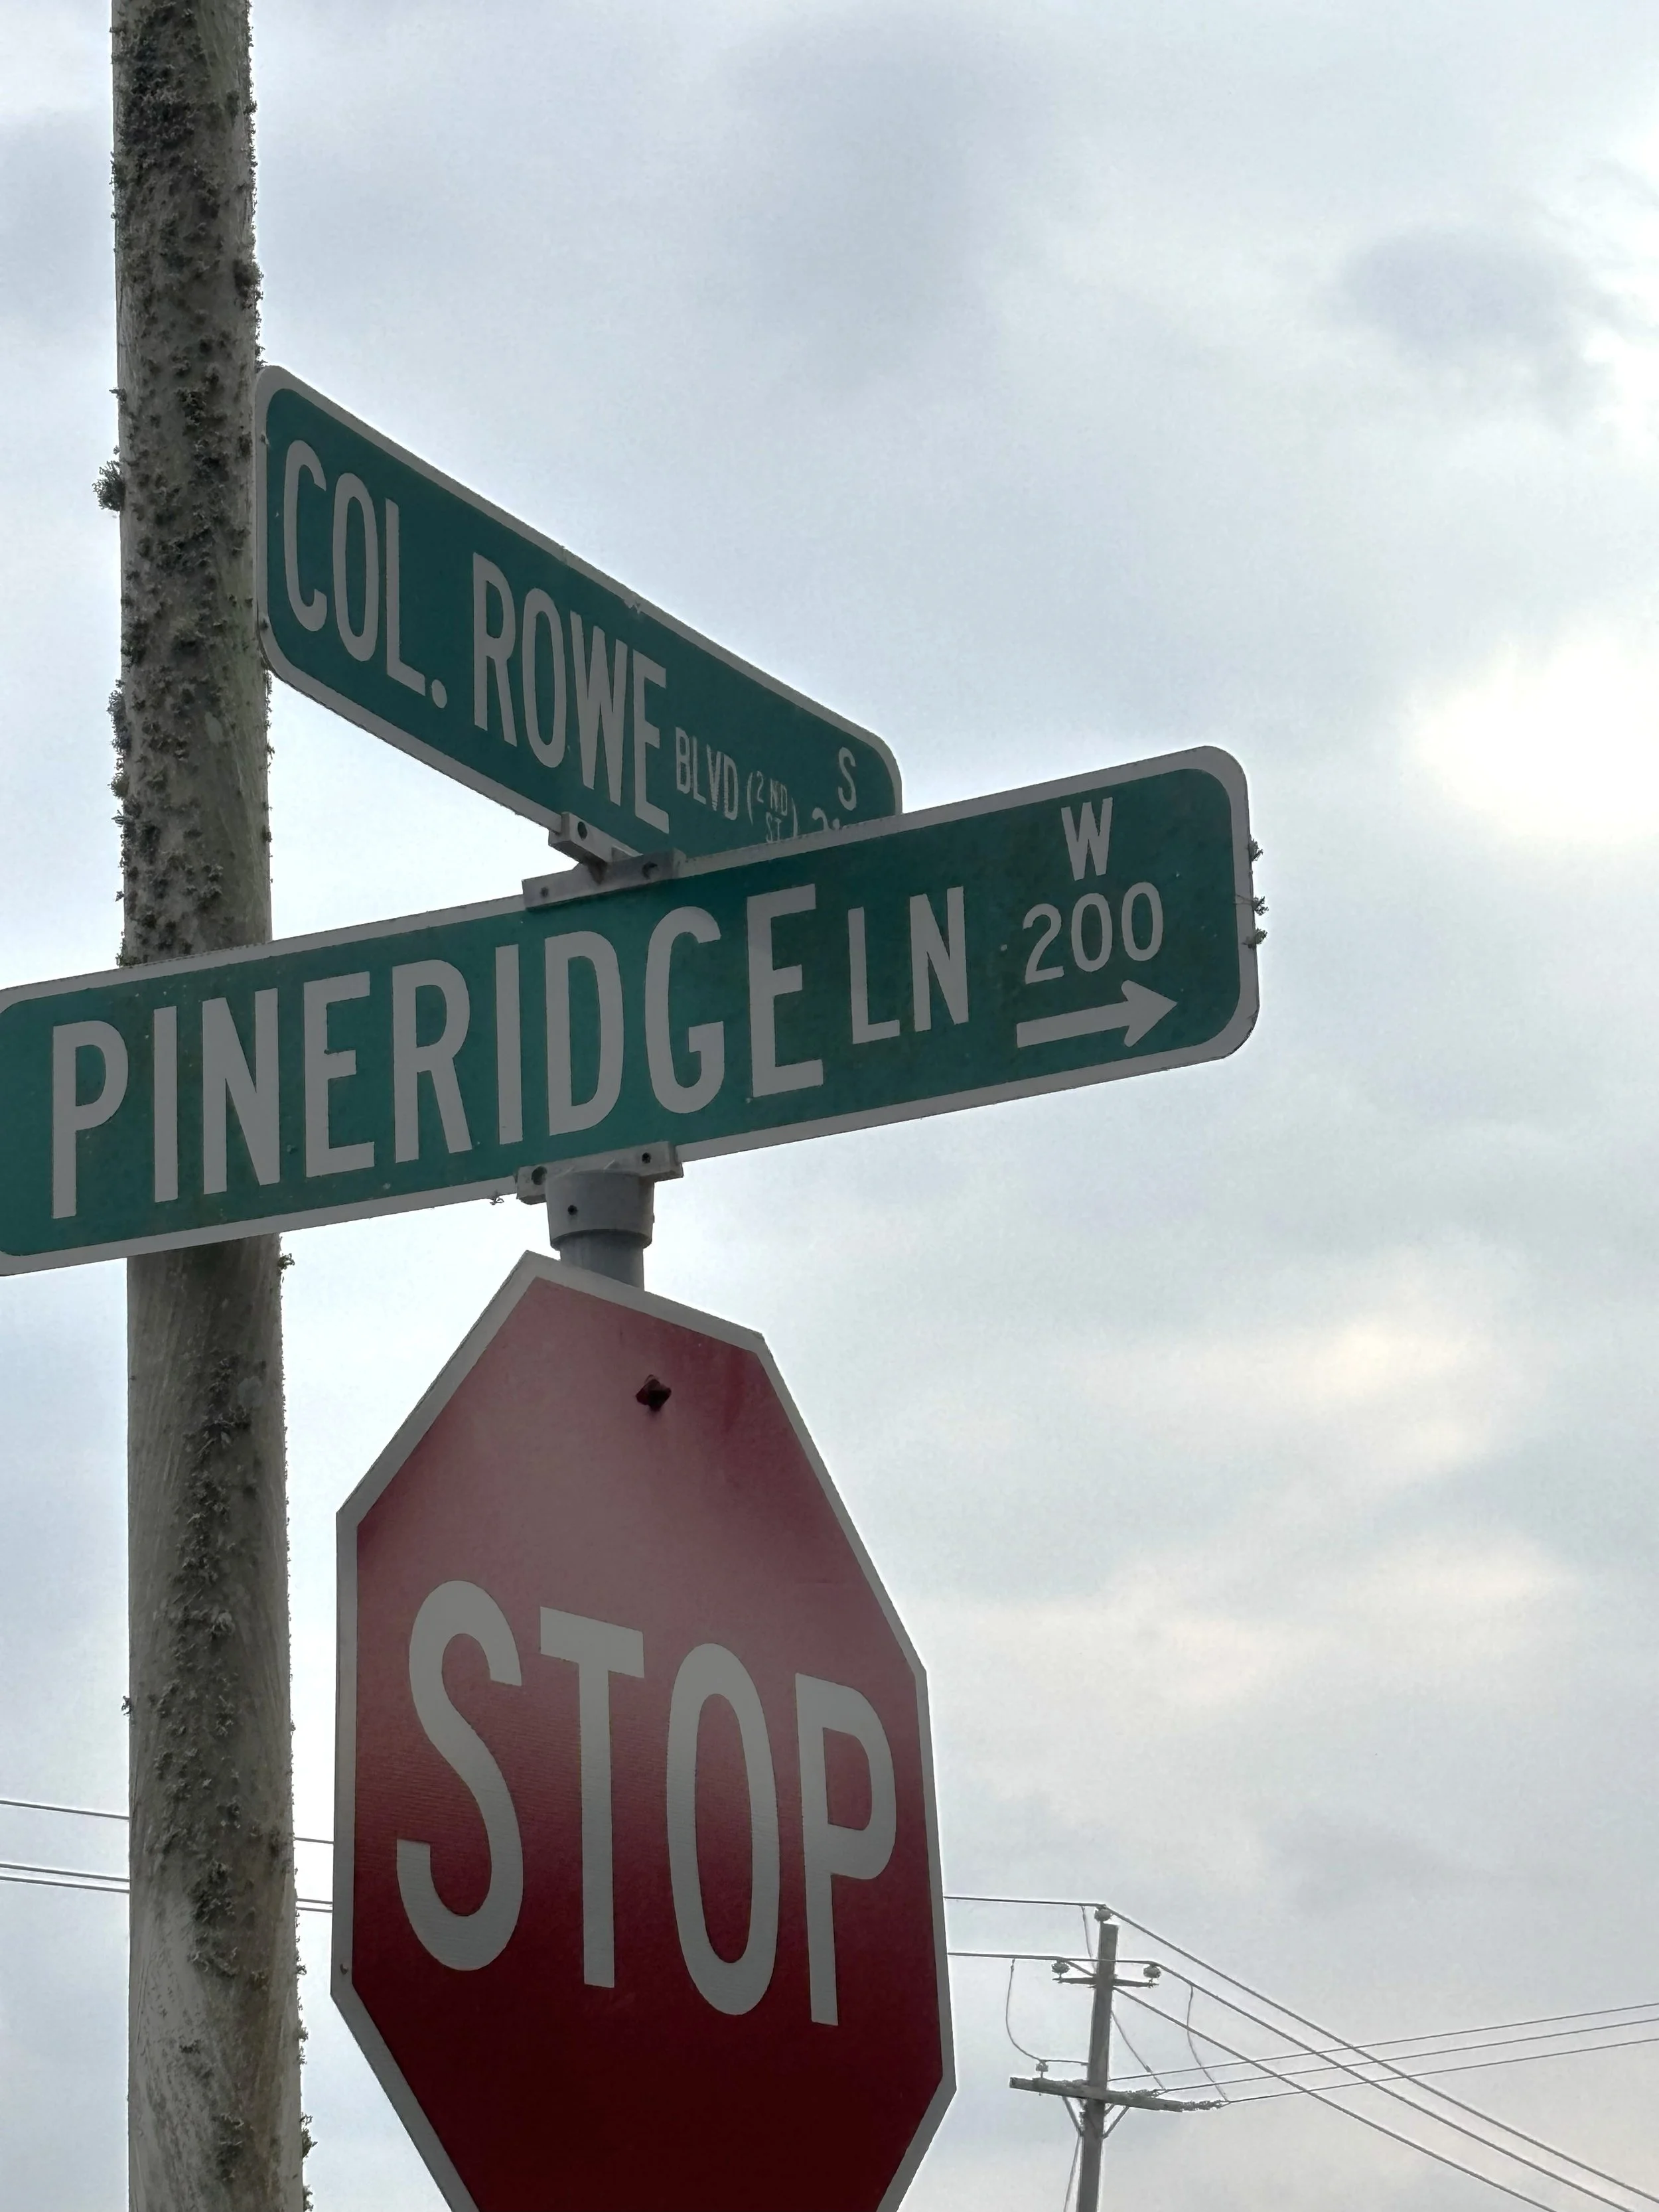 S
COL. ROWE BLVD (2ND ST)
W
PINERIDGE LN 200
STOP